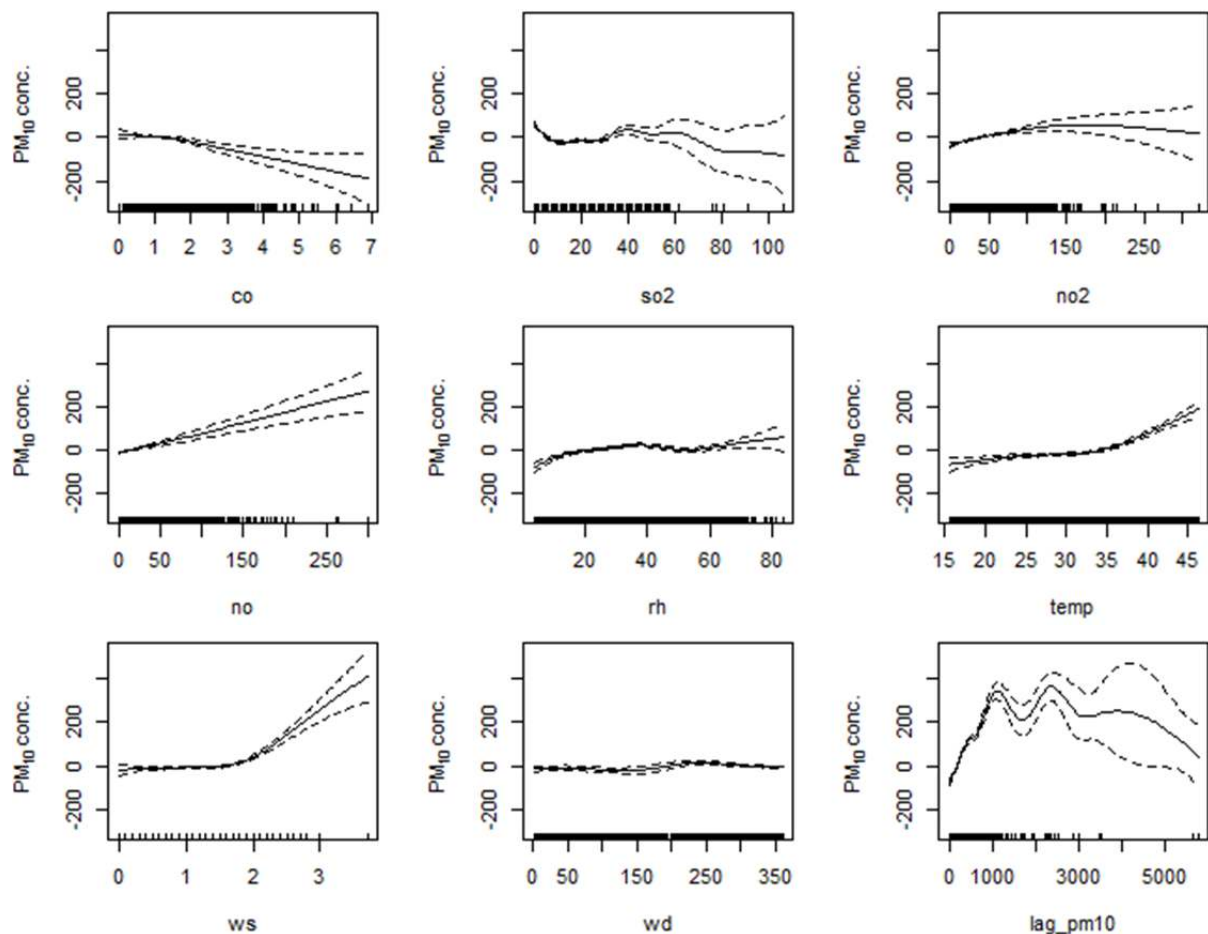 PM10 conc.
200
0
-200
0 1 2 3 4 5 6 7
co
PM10 conc.
200
0
-200
0 20 40 60 80 100
so2
PM10 conc.
200
0
-200
0 50 150 250
no2
PM10 conc.
200
0
-200
0 50 150 250
no
PM10 conc.
200
0
-200
20 40 60 80
rh
PM10 conc.
200
0
-200
15 20 25 30 35 40 45
temp
PM10 conc.
200
0
-200
0 1 2 3
ws
PM10 conc.
200
0
-200
0 50 150 250 350
wd
PM10 conc.
200
0
-200
0 1000 3000 5000
lag_pm10